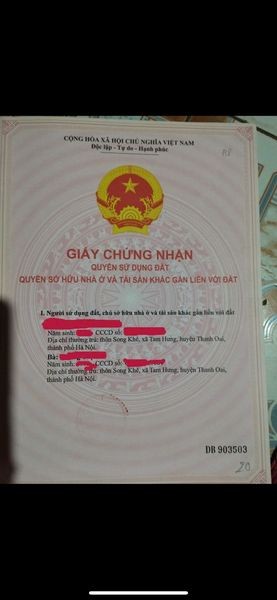 CỘNG HÒA XÃ HỘI CHỦ NGHĨA VIỆT NAM
Độc lập - Tự do - Hạnh phúc
GIẤY CHỨNG NHẬN
QUYỀN SỬ DỤNG ĐẤT
QUYỀN SỞ HỮU NHÀ Ở VÀ TÀI SẢN KHÁC GẮN LIỀN VỚI ĐẤT
I. Người sử dụng đất, chủ sở hữu nhà ở và tài sản khác gắn liền với đất
Năm sinh: CCCD số:
Địa chỉ thường trú: thôn Song Khê, xã Tam Hưng, huyện Thanh Oai,
thành phố Hà Nội.
Bà:
Năm sinh: CCCD số:
Địa chỉ thường trú: thôn Song Khê, xã Tam Hưng, huyện Thanh Oai,
thành phố Hà Nội.
DB 903503
20